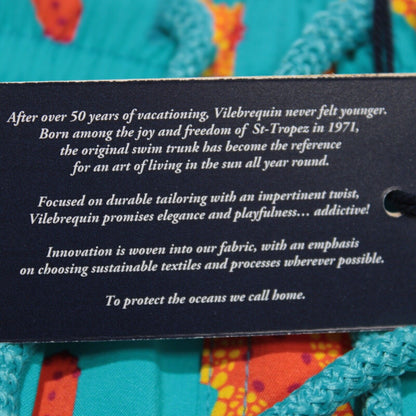 After over 50 years of vacationing, Vilebrequin never felt younger.
Born among the joy and freedom of St-Tropez in 1971,
the original swim trunk has become the reference
for an art of living in the sun all year round.
Focused on durable tailoring with an impertinent twist,
Vilebrequin promises elegance and playfulness... addictive!
Innovation is woven into our fabric, with an emphasis
on choosing sustainable textiles and processes wherever possible.
To protect the oceans we call home.